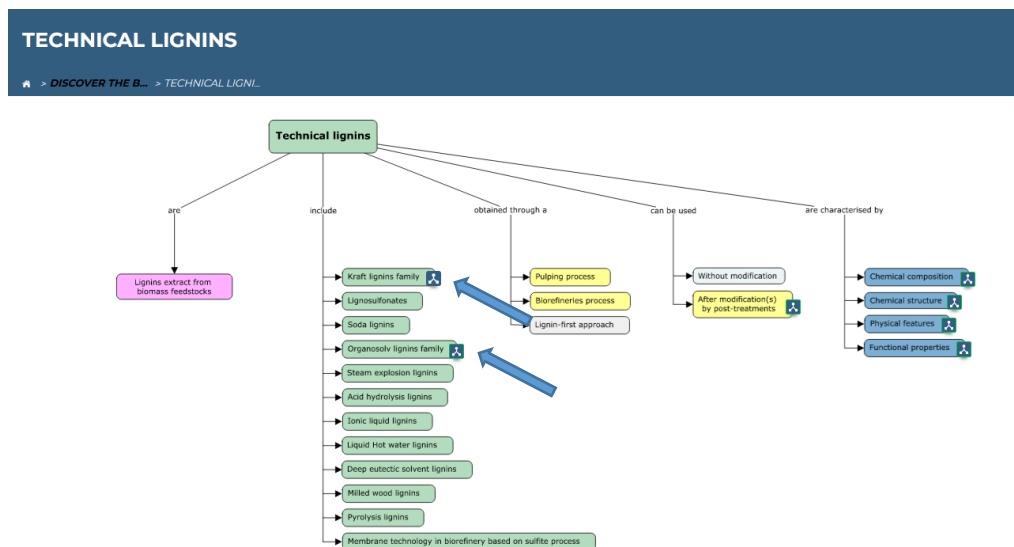 TECHNICAL LIGNINS
> DISCOVER THE B... > TECHNICAL LIGNI...
Technical lignins
are
include
obtained through a
can be used
are characterised by
Lignins extract from
biomass feedstocks
Kraft lignins family
Lignosulfonates
Soda lignins
Organosolv lignins family
Steam explosion lignins
Acid hydrolysis lignins
Ionic liquid lignins
Liquid Hot water lignins
Deep eutectic solvent lignins
Milled wood lignins
Pyrolysis lignins
Membrane technology in biorefinery based on sulfite process
Pulping process
Biorefineries process
Lignin-first approach
Without modification
After modification(s)
by post-treatments
Chemical composition
Chemical structure
Physical features
Functional properties